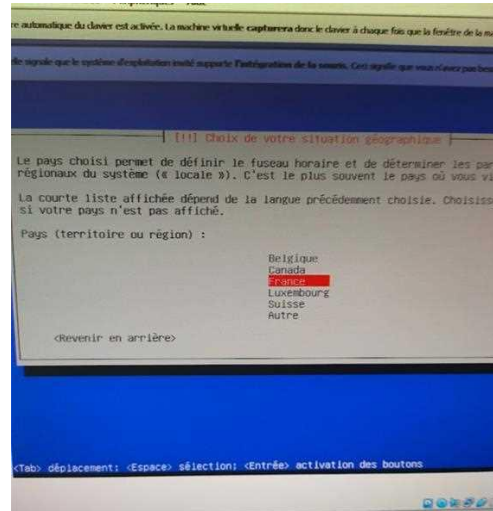 re automatique du clavier est activée. La machine virtuelle capturera donc le clavier à chaque fois que la fenêtre de la
lle signale que le système d'exploitation invité supporte l'intégration de la souris. Ceci signifie que vous n'avez pas
[!!] Choix de votre situation géographique
Le pays choisi permet de définir le fuseau horaire et de déterminer les par
régionaux du système (« locale »). C'est le plus souvent le pays où vous vi
La courte liste affichée dépend de la langue précédemment choisie. Choisiss
si votre pays n'est pas affiché.
Pays (territoire ou région) :
Belgique
Canada
France
Luxembourg
Suisse
Autre
<Revenir en arrière>
<Tab> déplacement; <Espace> sélection; <Entrée> activation des boutons